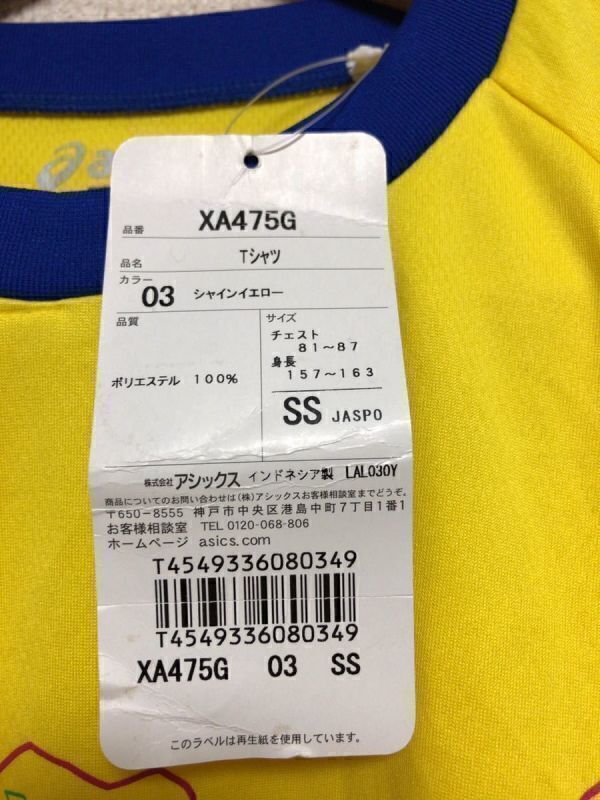 a
品番 XA475G
品名 Tシャツ
カラー
03 シャインイエロー
品質
ポリエステル 100%
サイズ
チェスト
81～87
身長
157～163
SS JASPO
株式会社アシックス インドネシア製 LAL030Y
商品についてのお問い合わせは(株)アシックスお客様相談室までどうぞ。
〒650-8555 神戸市中央区港島中町7丁目1番1
お客様相談室 TEL 0120-068-806
ホームページ asics.com
T4549336080349
T4549336080349
XA475G 03 SS
このラベルは再生紙を使用しています。